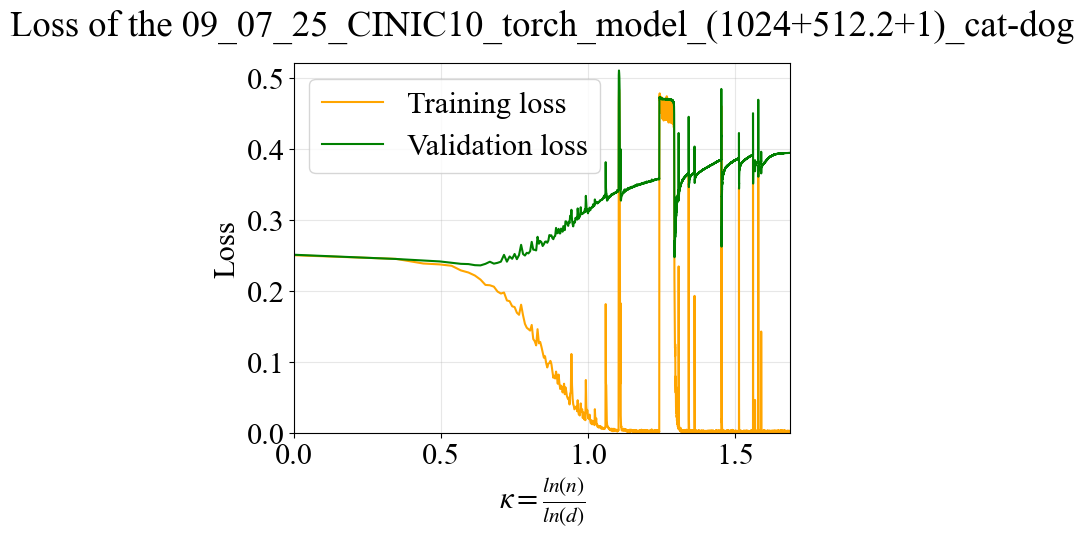 Loss of the 09_07_25_CINIC10_torch_model_(1024+512.2+1)_cat-dog
0.5
0.4
0.3
0.2
0.1
0.0
Loss
Training loss
Validation loss
0.0 0.5 1.0 1.5
κ = ln(n)/ln(d)